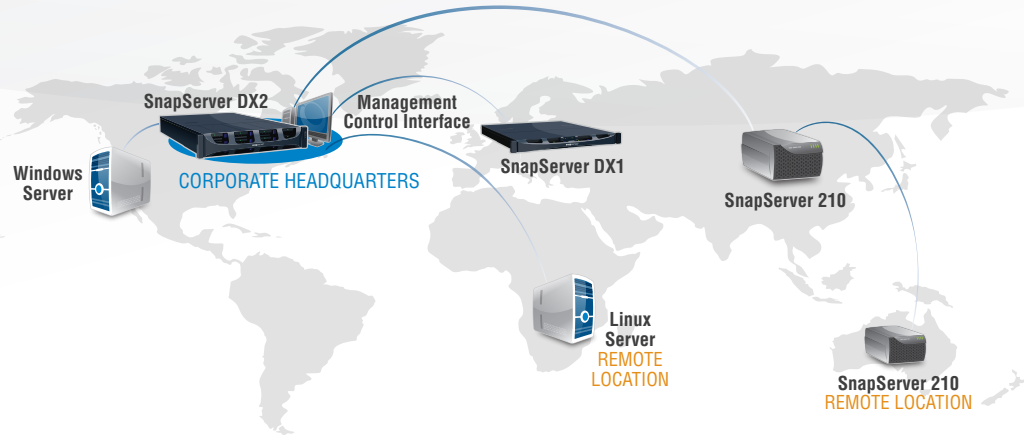 SnapServer DX2
Management
Control Interface
Windows
Server
CORPORATE HEADQUARTERS
SnapServer DX1
SnapServer 210
Linux
Server
REMOTE
LOCATION
SnapServer 210
REMOTE LOCATION